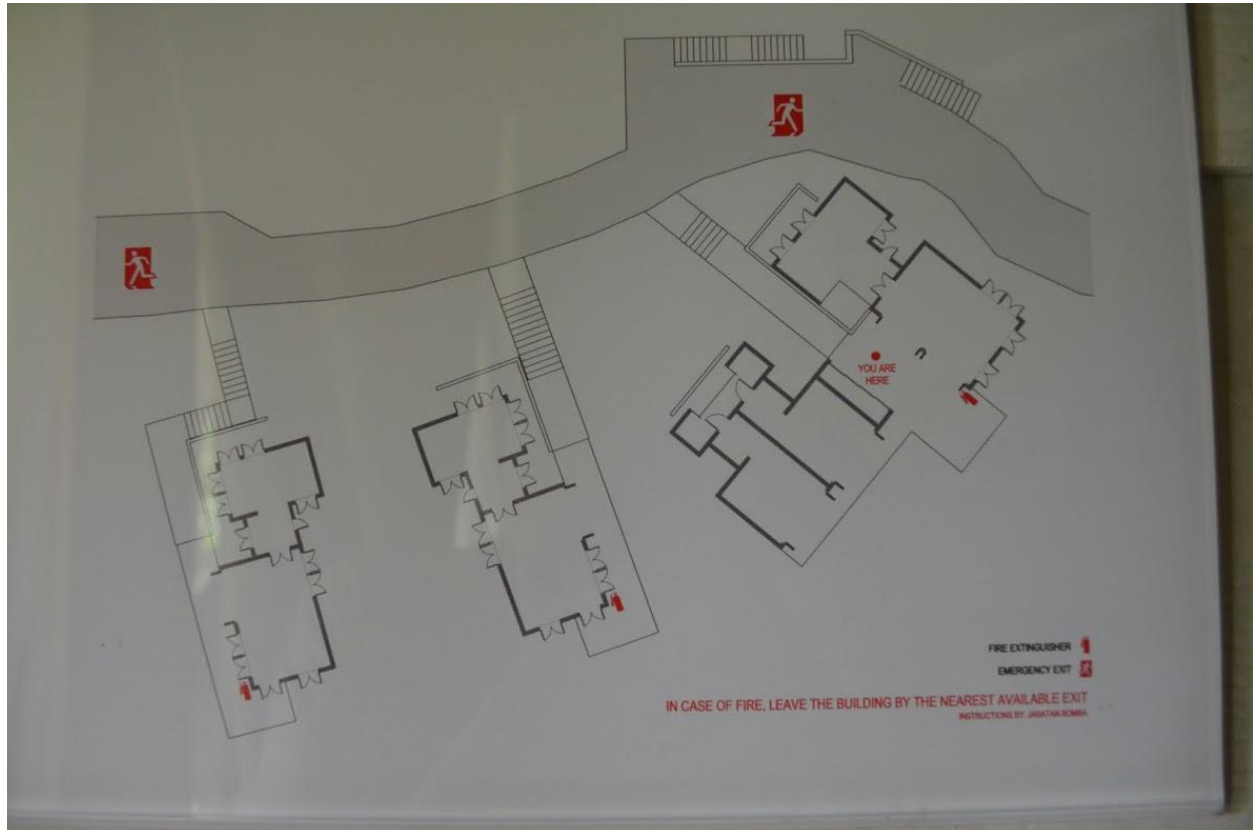 YOU ARE
HERE
FIRE EXTINGUISHER
EMERGENCY EXIT
IN CASE OF FIRE, LEAVE THE BUILDING BY THE NEAREST AVAILABLE EXIT
INSTRUCTIONS BY: JABATAN BOMBA